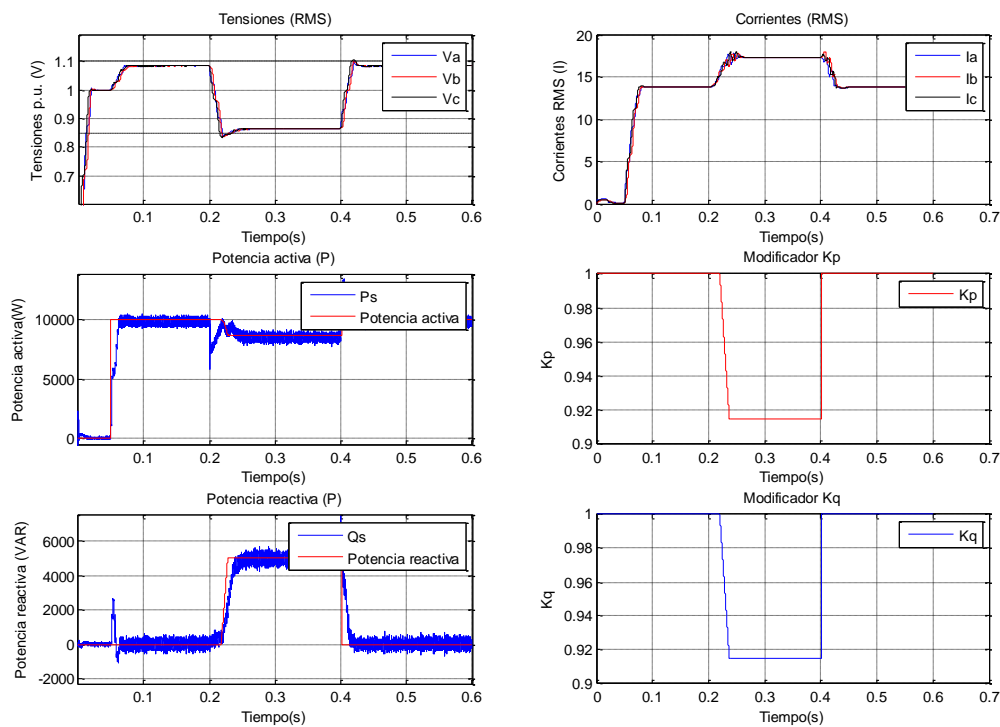 Tensiones (RMS)
Tensiones p.u. (V)
1.1
1
0.9
0.8
0.7
Va
Vb
Vc
0.1 0.2 0.3 0.4 0.5 0.6
Tiempo(s)
Corrientes (RMS)
Corrientes RMS (I)
20
15
10
5
0
Ia
Ib
Ic
0 0.1 0.2 0.3 0.4 0.5 0.6 0.7
Tiempo(s)
Potencia activa (P)
Potencia activa(W)
10000
5000
0
Ps
Potencia activa
0.1 0.2 0.3 0.4 0.5 0.6
Tiempo(s)
Modificador Kp
Kp
1
0.98
0.96
0.94
0.92
0.9
Kp
0 0.1 0.2 0.3 0.4 0.5 0.6 0.7
Tiempo(s)
Potencia reactiva (P)
Potencia reactiva (VAR)
6000
4000
2000
0
-2000
Qs
Potencia reactiva
0.1 0.2 0.3 0.4 0.5 0.6
Tiempo(s)
Modificador Kq
Kq
1
0.98
0.96
0.94
0.92
0.9
Kq
0 0.1 0.2 0.3 0.4 0.5 0.6 0.7
Tiempo(s)